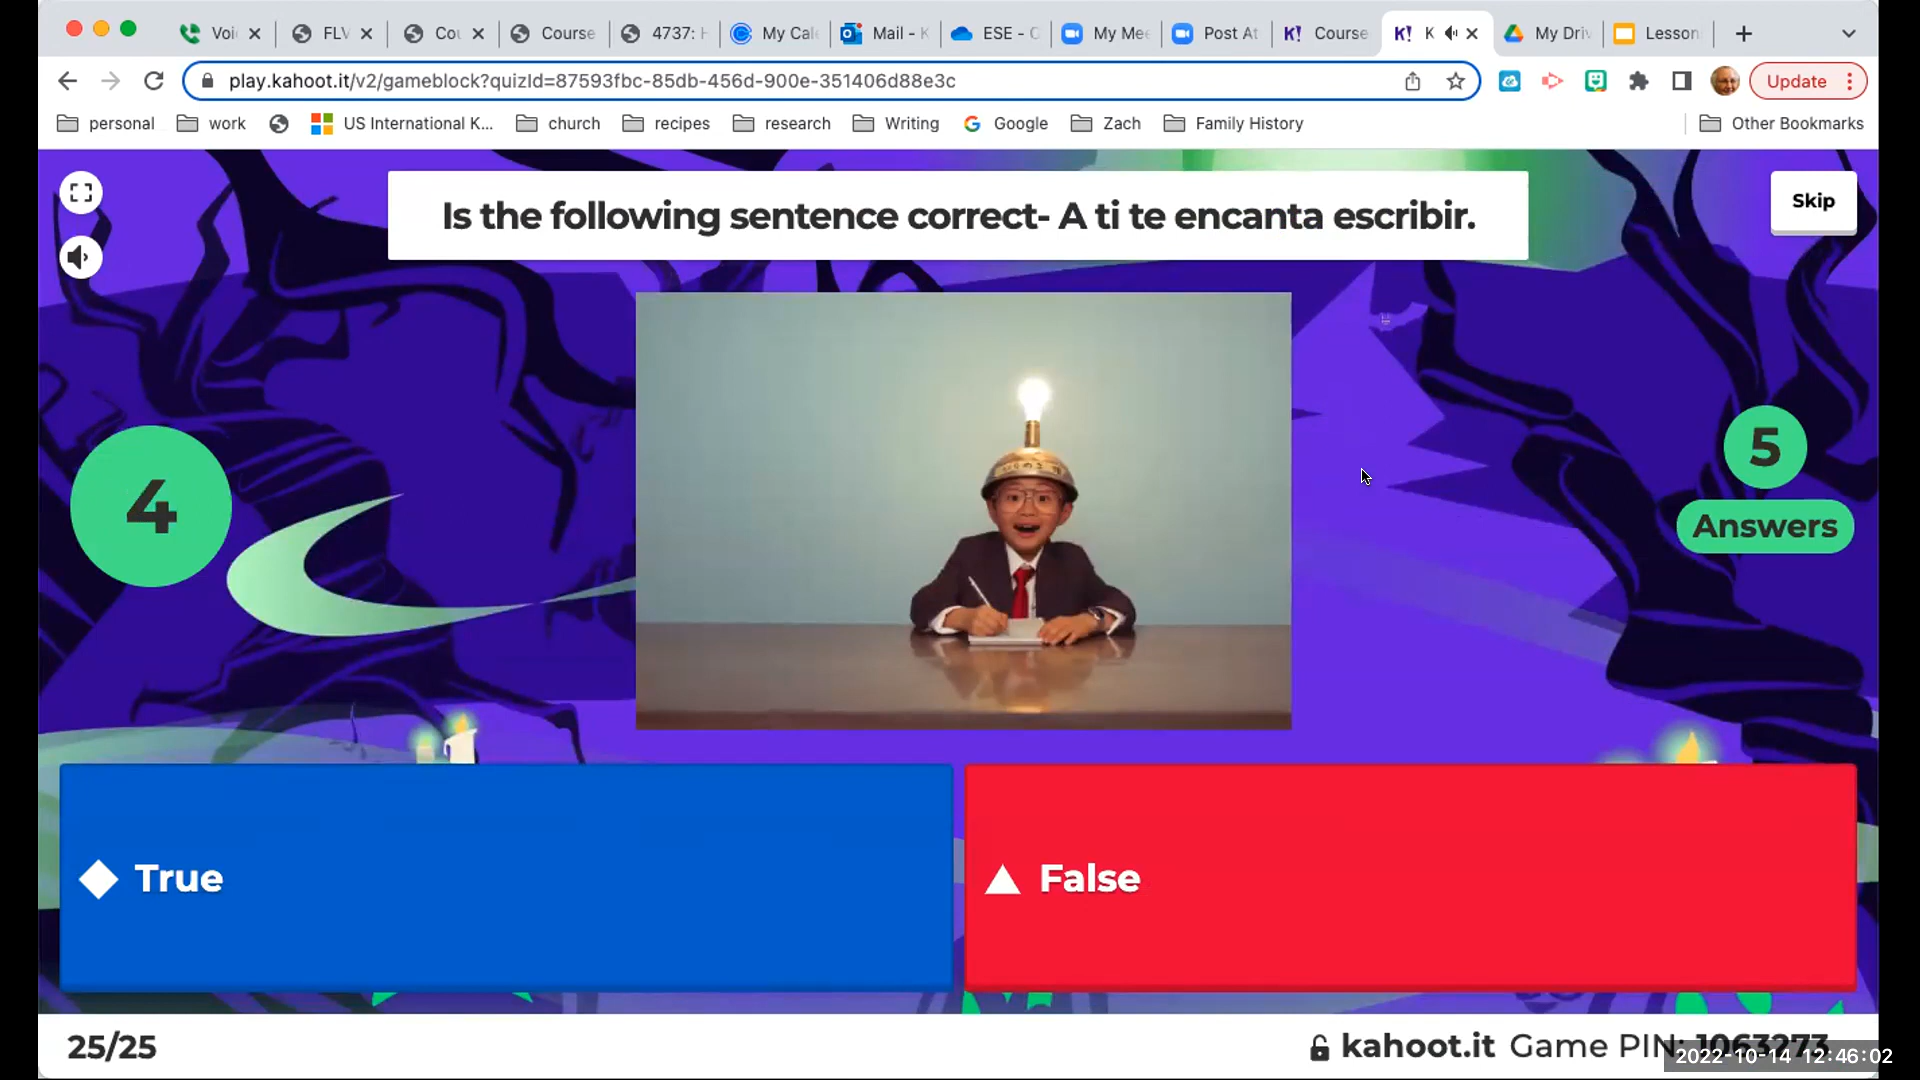 Voi
FLV
Cou
Course
4737: H
My Cale
Mail - K
ESE - C
My Mee
Post At
K! Course
K! K
My Driv
Lesson
play.kahoot.it/v2/gameblock?quizId=87593fbc-85db-456d-900e-351406d88e3c
Update
personal
work
US International K...
church
recipes
research
Writing
Google
Zach
Family History
Other Bookmarks
Is the following sentence correct- A ti te encanta escribir.
Skip
4
5
Answers
True
False
25/25
kahoot.it Game PIN: 1063273
2022-10-14 12:46:02